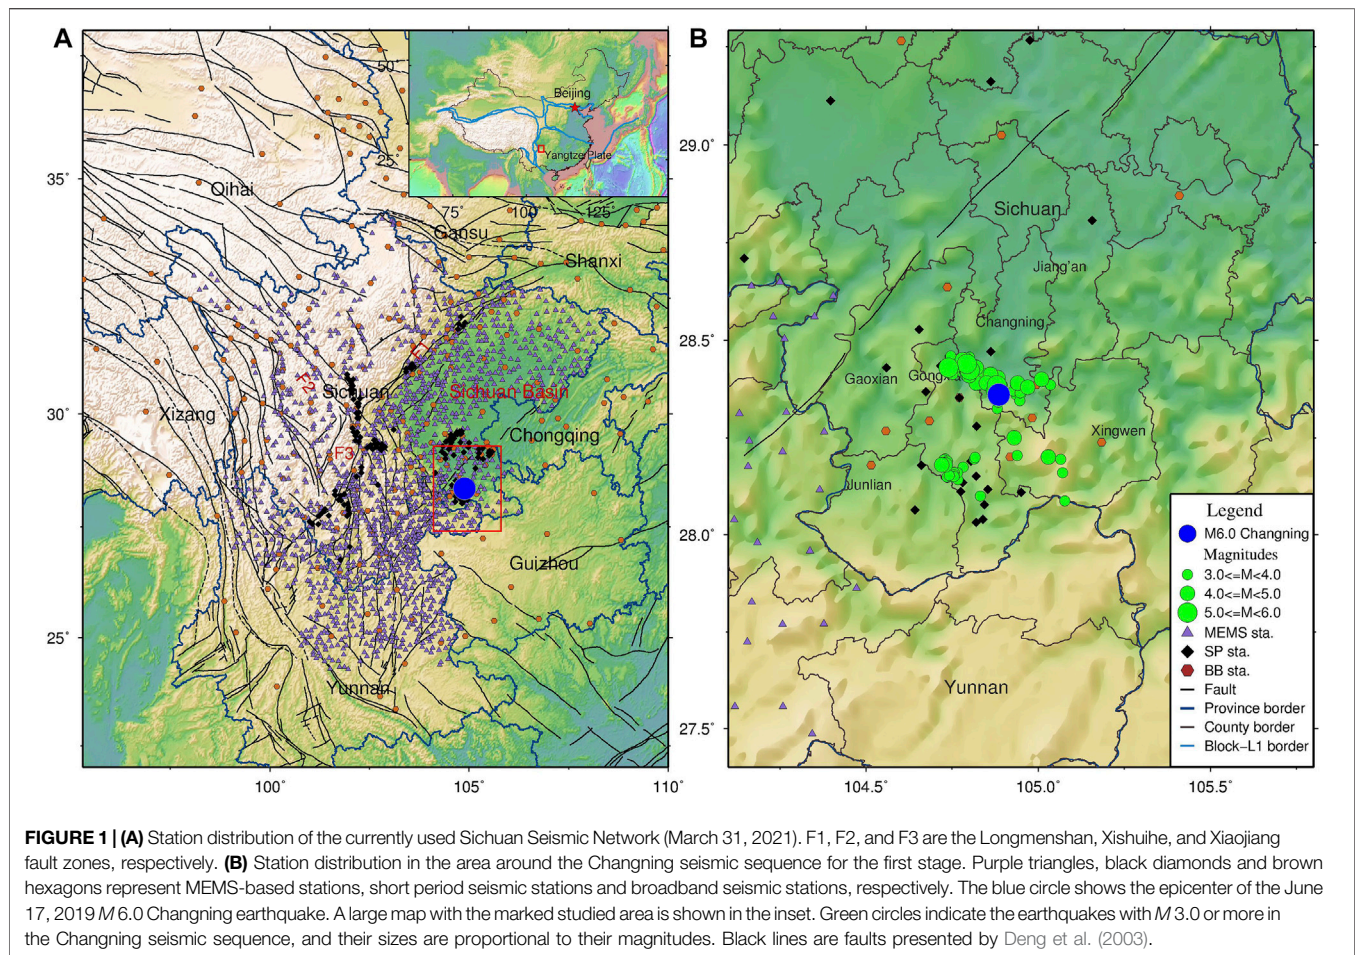 A
50°
25°
75°
100°
125°
Beijing
Yangtze Plate
35°
30°
25°
100°
105°
110°
Qihai
Gansu
Shanxi
F1
F2
Sichuan
Sichuan Basin
Xizang
Chongqing
F3
Guizhou
Yunnan
B
29.0°
28.5°
28.0°
27.5°
104.5°
105.0°
105.5°
Sichuan
Jiang'an
Changning
Gaoxian
Xingwen
Junlian
Yunnan
Legend
M6.0 Changning
Magnitudes
3.0<=M<4.0
4.0<=M<5.0
5.0<=M<6.0
MEMS sta.
SP sta.
BB sta.
Fault
Province border
County border
Block–L1 border
FIGURE 1 | (A) Station distribution of the currently used Sichuan Seismic Network (March 31, 2021). F1, F2, and F3 are the Longmenshan, Xishuihe, and Xiaojiang
fault zones, respectively. (B) Station distribution in the area around the Changning seismic sequence for the first stage. Purple triangles, black diamonds and brown
hexagons represent MEMS-based stations, short period seismic stations and broadband seismic stations, respectively. The blue circle shows the epicenter of the June
17, 2019 M 6.0 Changning earthquake. A large map with the marked studied area is shown in the inset. Green circles indicate the earthquakes with M 3.0 or more in
the Changning seismic sequence, and their sizes are proportional to their magnitudes. Black lines are faults presented by Deng et al. (2003).